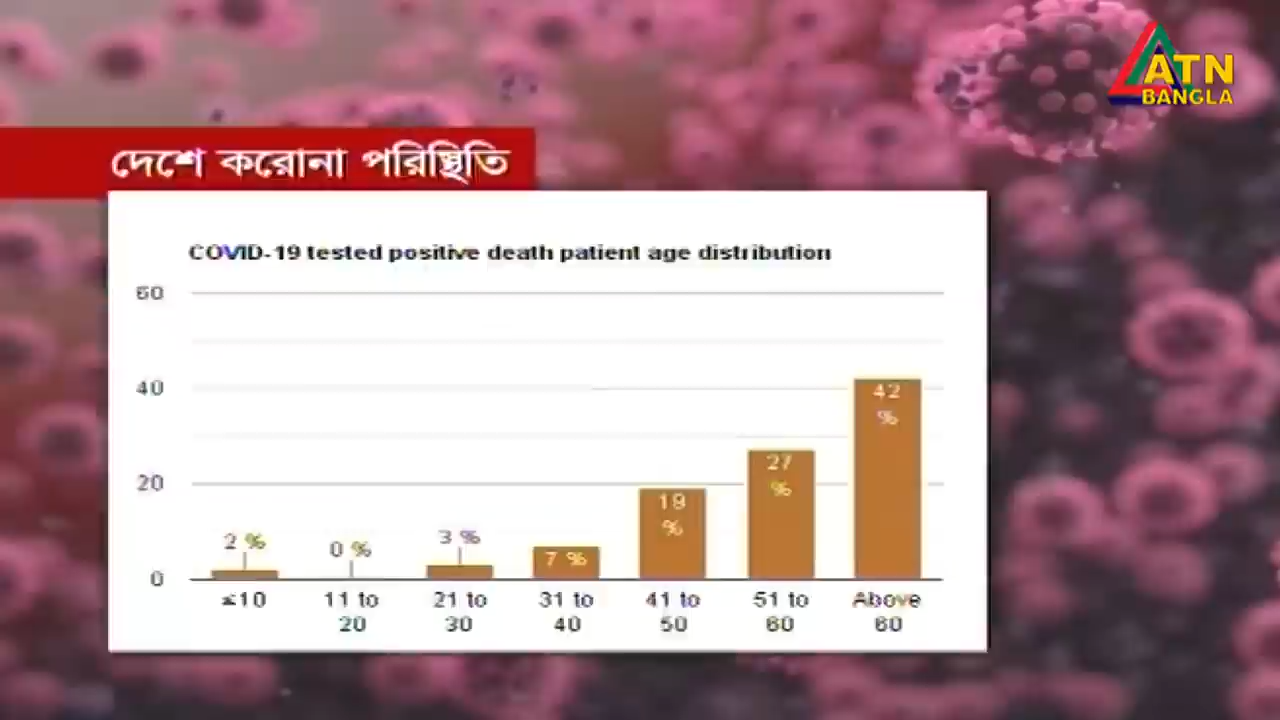 ATN
BANGLA
দেশে করোনা পরিস্থিতি
COVID-19 tested positive death patient age distribution
60
40
20
0
2 %
0 %
3 %
7 %
19
%
27
%
42
%
≤10
11 to
20
21 to
30
31 to
40
41 to
50
51 to
60
Above
60